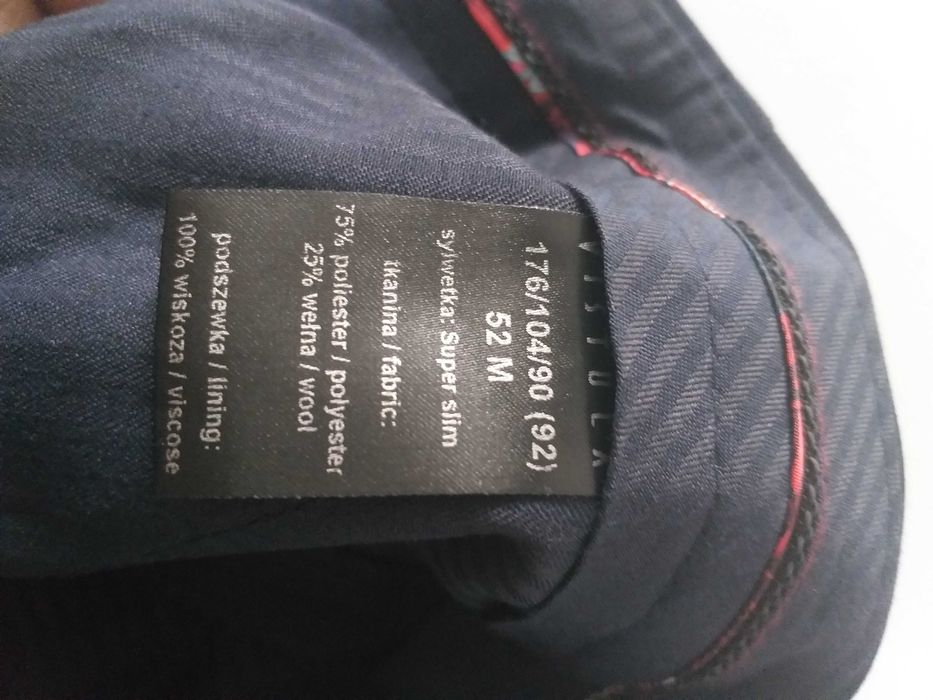 176/104/90 (92)
52 M
sylwetka: Super slim
tkanina / fabric:
75% poliester / polyester
25% wełna / wool
podszewka / lining:
100% wiskoza / viscose